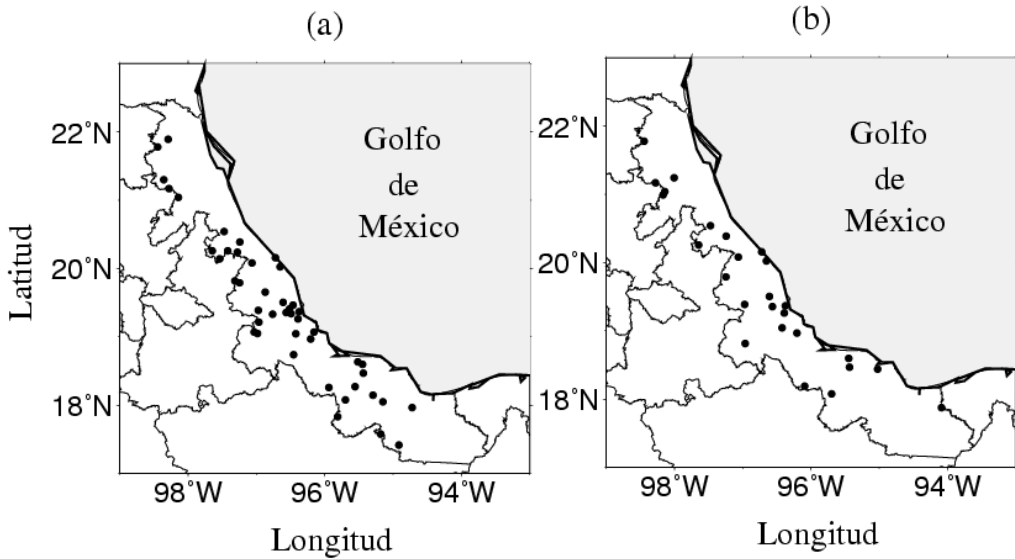 (a)
22°N
20°N
18°N
98°W
96°W
94°W
Latitud
Longitud
Golfo
de
México
(b)
22°N
20°N
18°N
98°W
96°W
94°W
Longitud
Golfo
de
México